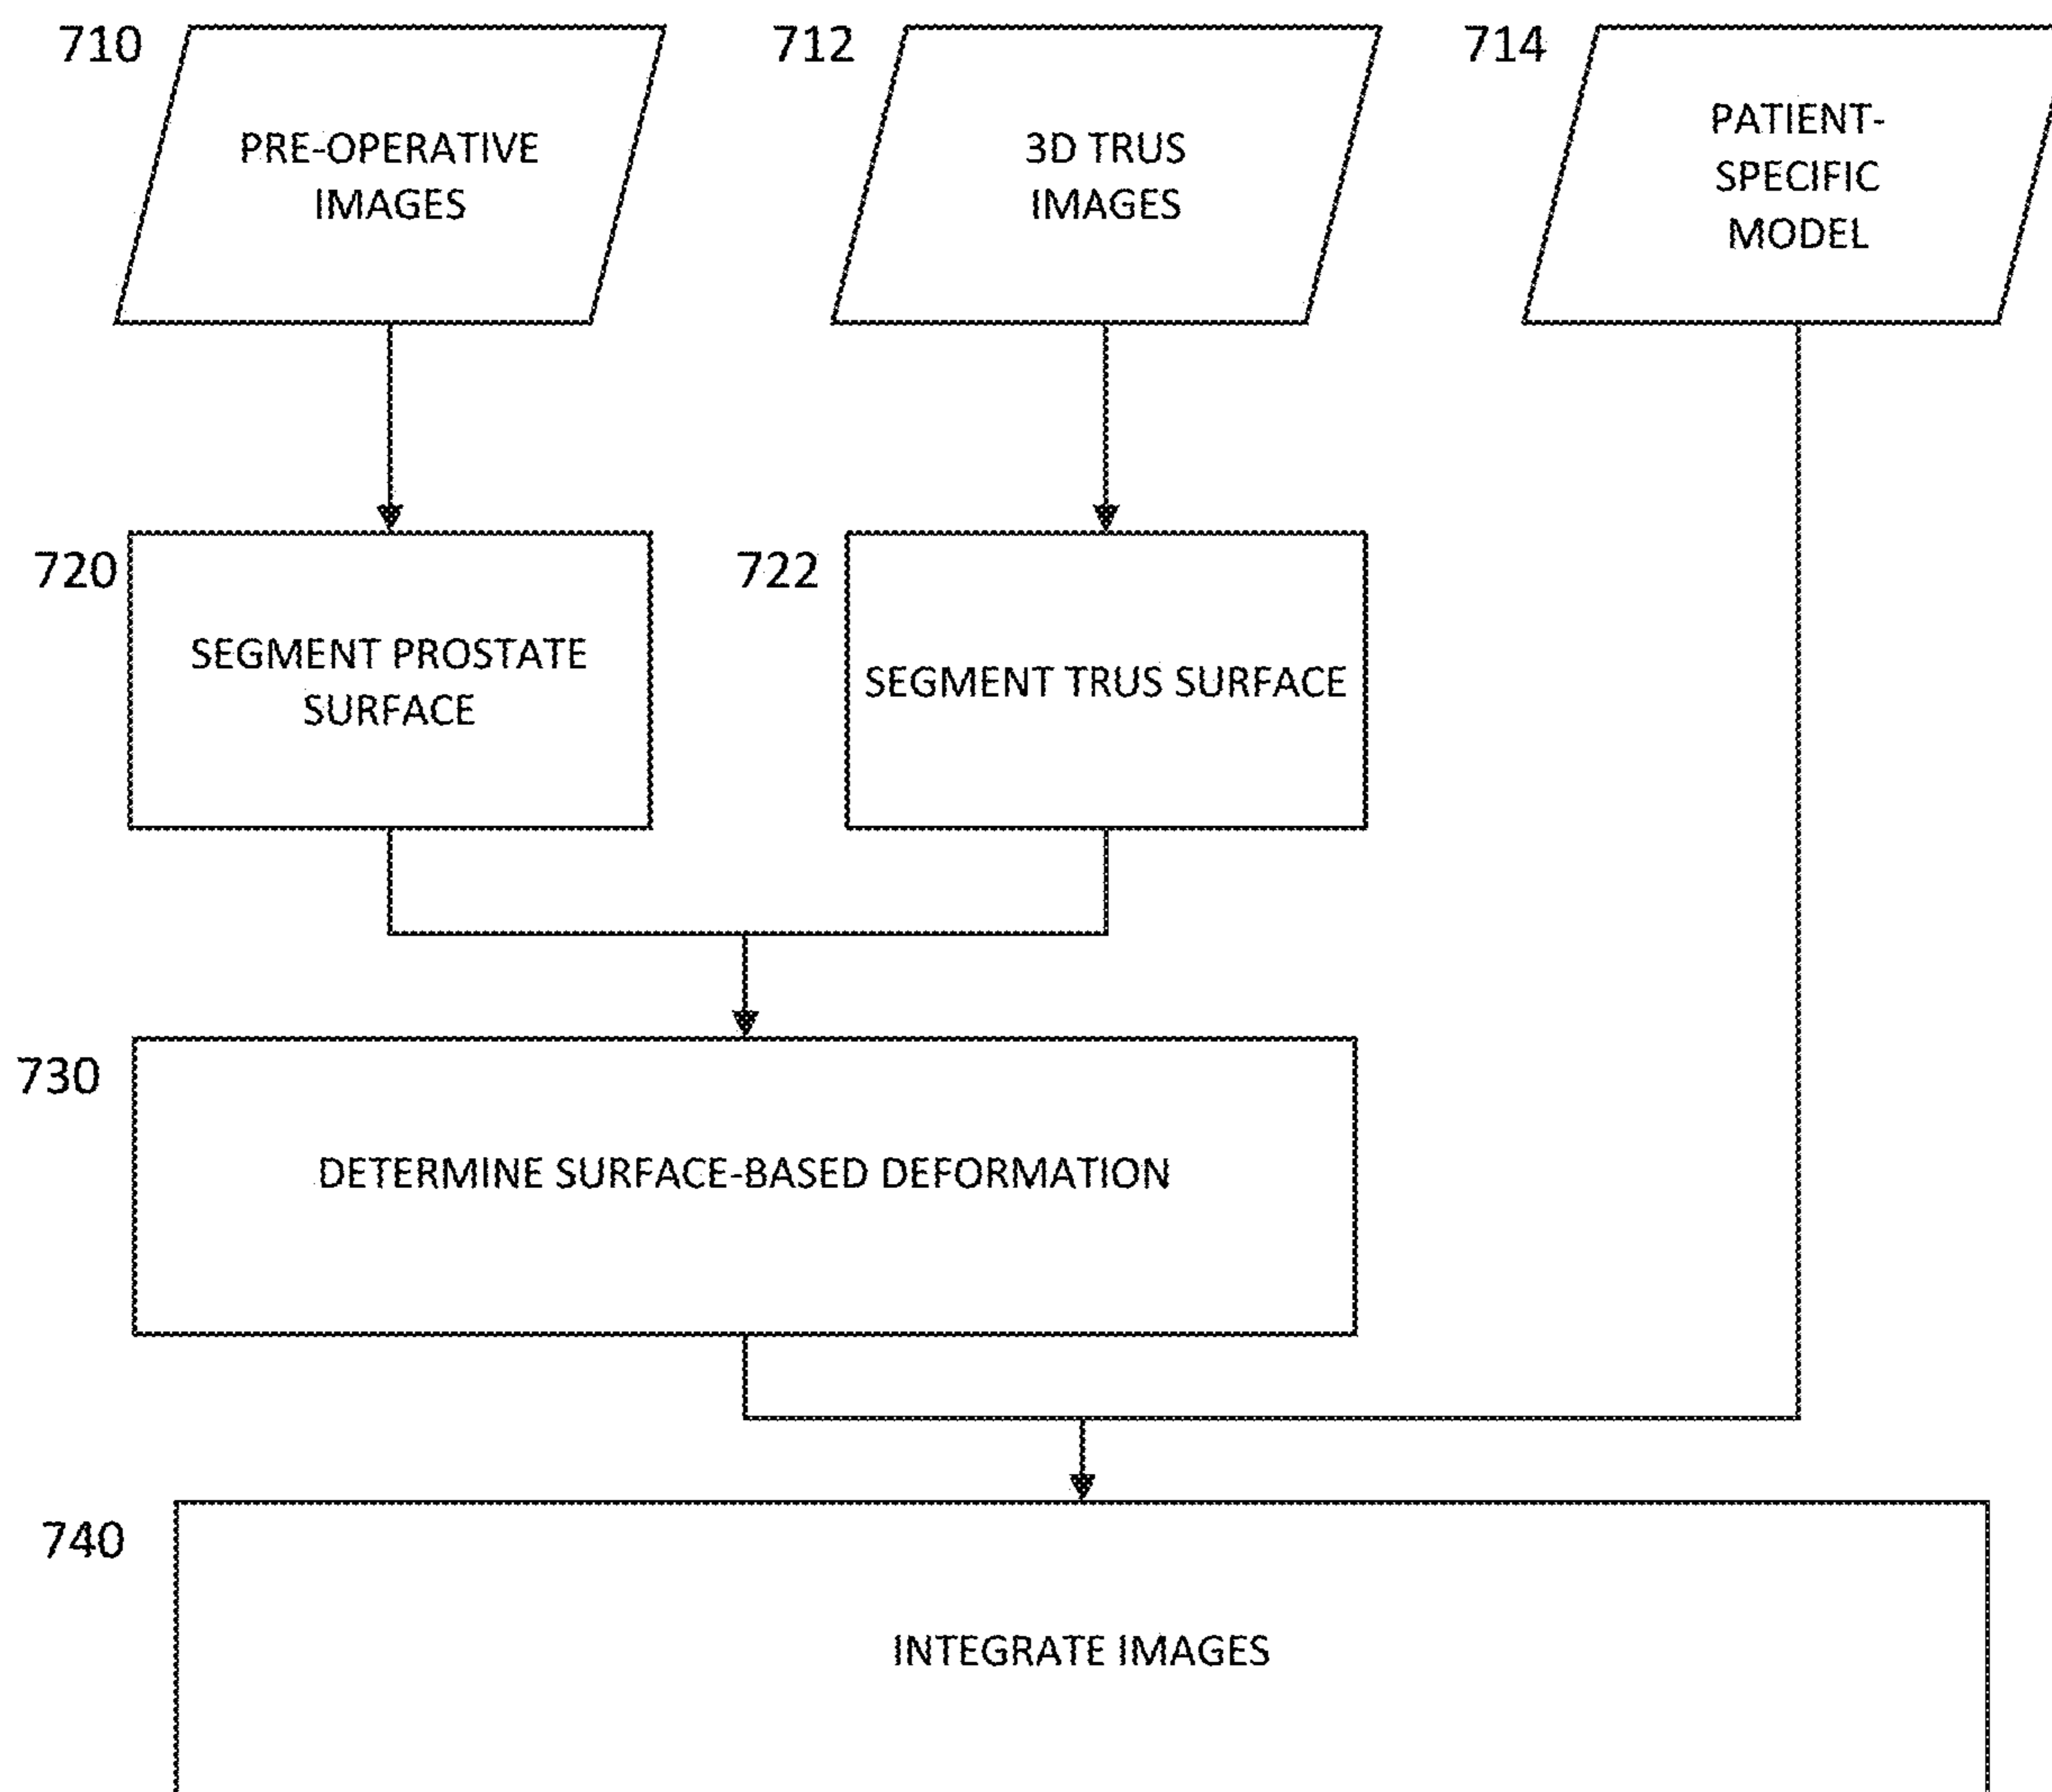 710
PRE-OPERATIVE
IMAGES
712
3D TRUS
IMAGES
714
PATIENT-
SPECIFIC
MODEL
720
SEGMENT PROSTATE
SURFACE
722
SEGMENT TRUS SURFACE
730
DETERMINE SURFACE-BASED DEFORMATION
740
INTEGRATE IMAGES